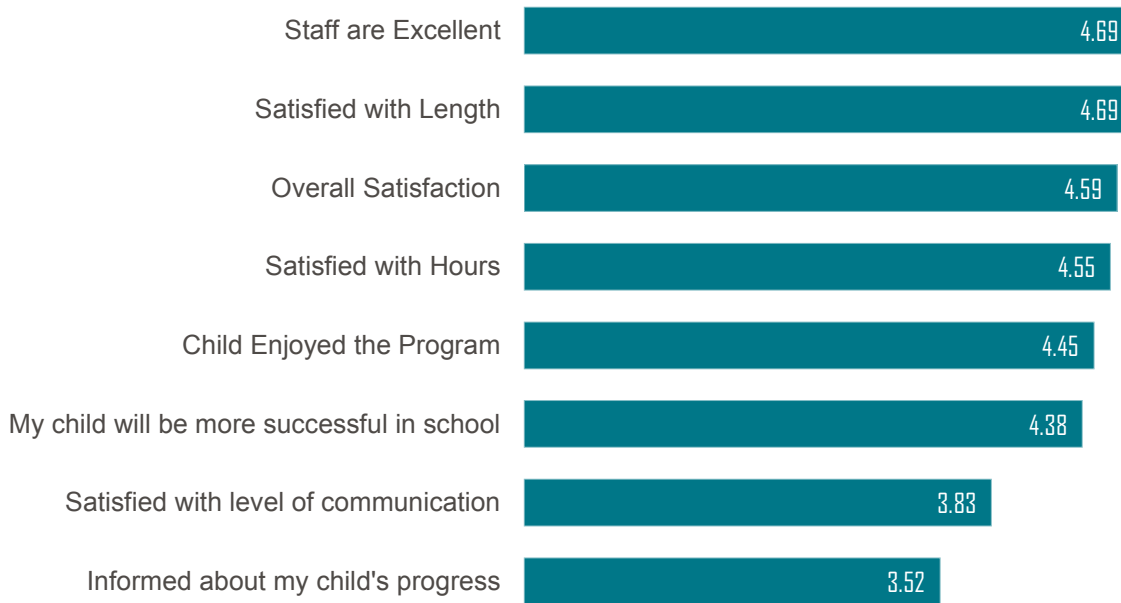 Staff are Excellent 4.69
Satisfied with Length 4.69
Overall Satisfaction 4.59
Satisfied with Hours 4.55
Child Enjoyed the Program 4.45
My child will be more successful in school 4.38
Satisfied with level of communication 3.83
Informed about my child's progress 3.52